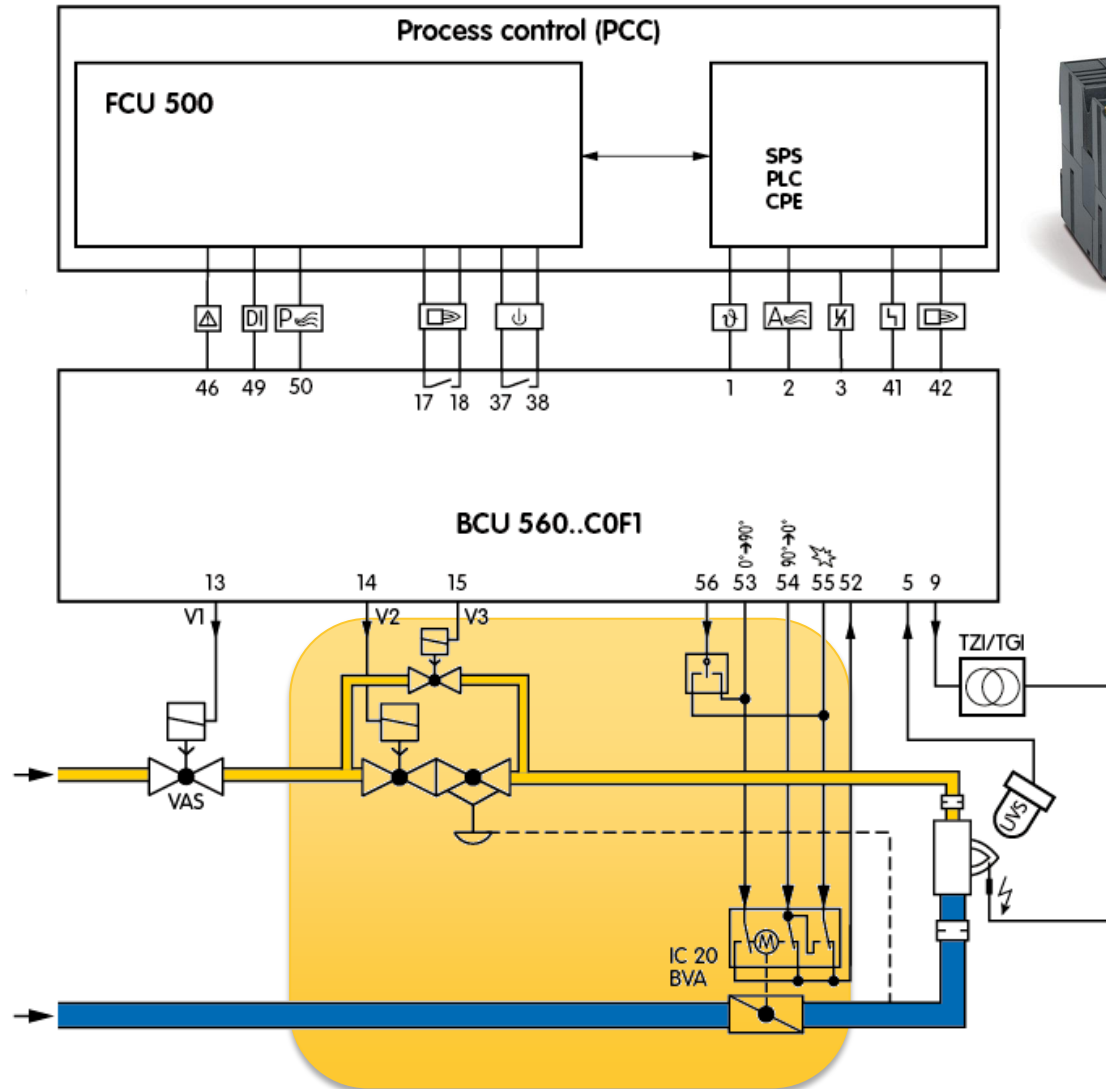 Process control (PCC)
FCU 500
SPS
PLC
CPE
DI P A
46 49 50 17 18 37 38 1 2 3 41 42
BCU 560..C0F1
0°→90° 90°→0°
13 14 15 56 53 54 55 52 5 9
V1 V2 V3
TZI/TGI
VAS
UVS
M
IC 20
BVA